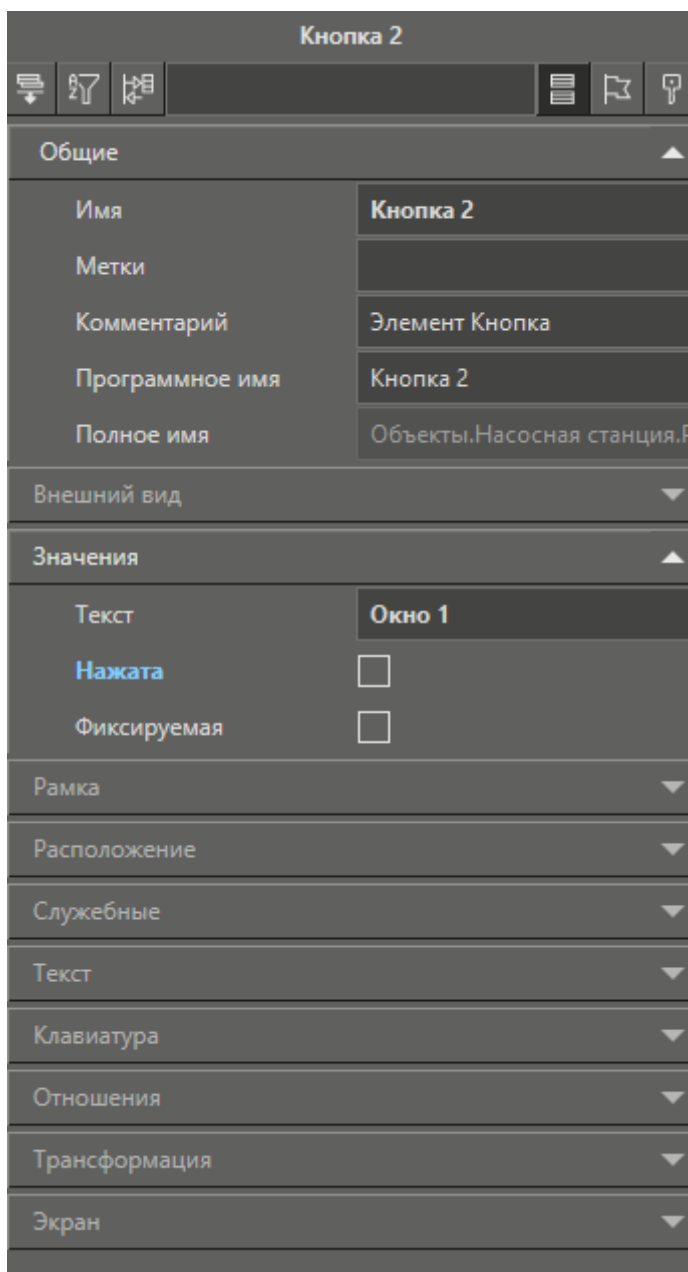 Кнопка 2
Общие
Имя Кнопка 2
Метки
Комментарий Элемент Кнопка
Программное имя Кнопка 2
Полное имя Объекты.Насосная станция.
Внешний вид
Значения
Текст Окно 1
Нажата
Фиксируемая
Рамка
Расположение
Служебные
Текст
Клавиатура
Отношения
Трансформация
Экран